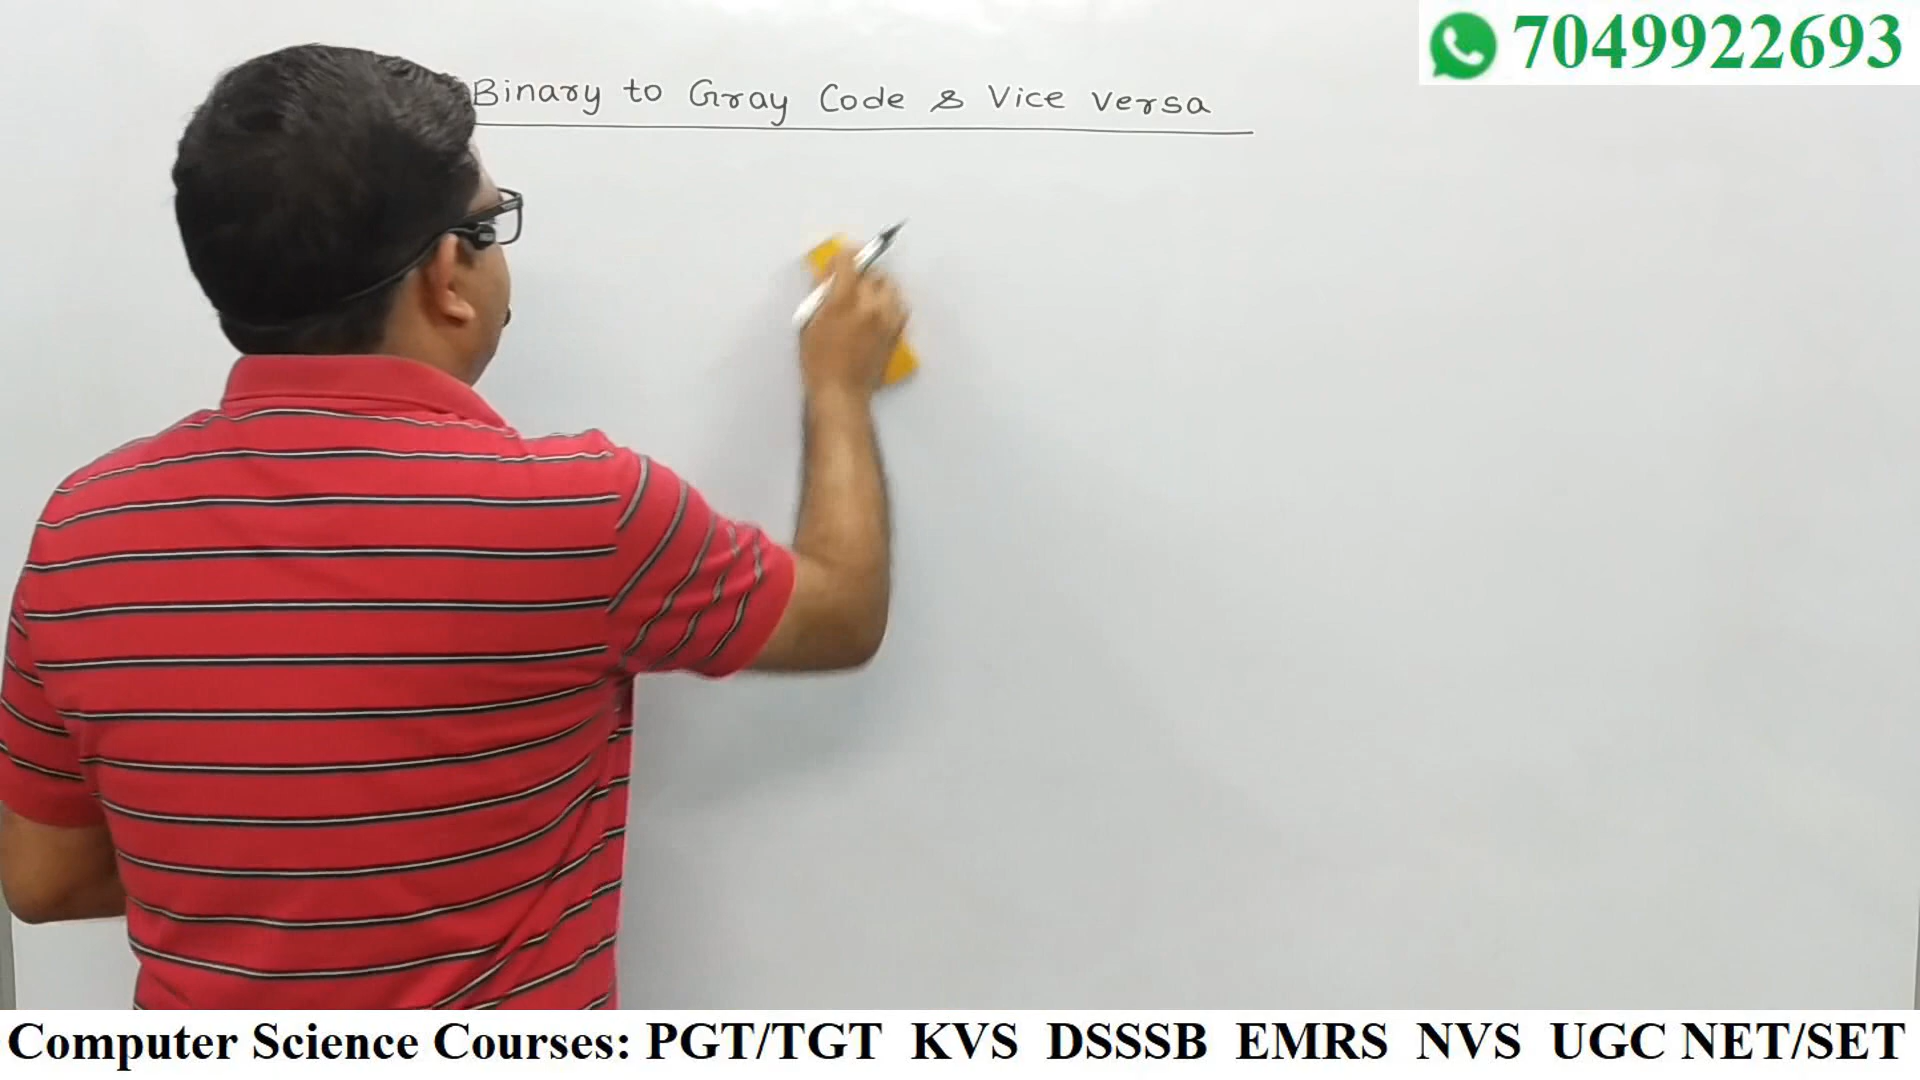 7049922693
Binary to Gray Code & Vice Versa
Computer Science Courses: PGT/TGT KVS DSSSB EMRS NVS UGC NET/SET